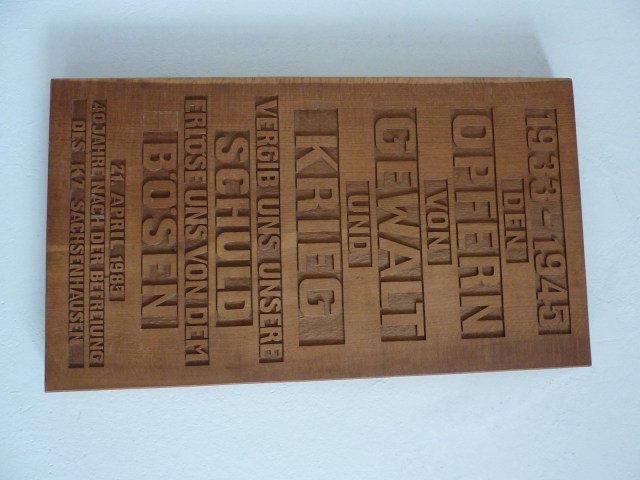 1933-1945
DEN
OPFERN
VON
GEWALT
UND
KRIEG
VERGIB UNS UNSERE
SCHULD
ERLÖSE UNS VON DEM
BÖSEN
21. APRIL 1985
40 JAHRE NACH DER BEFREIUNG
DES KZ. SACHSENHAUSEN